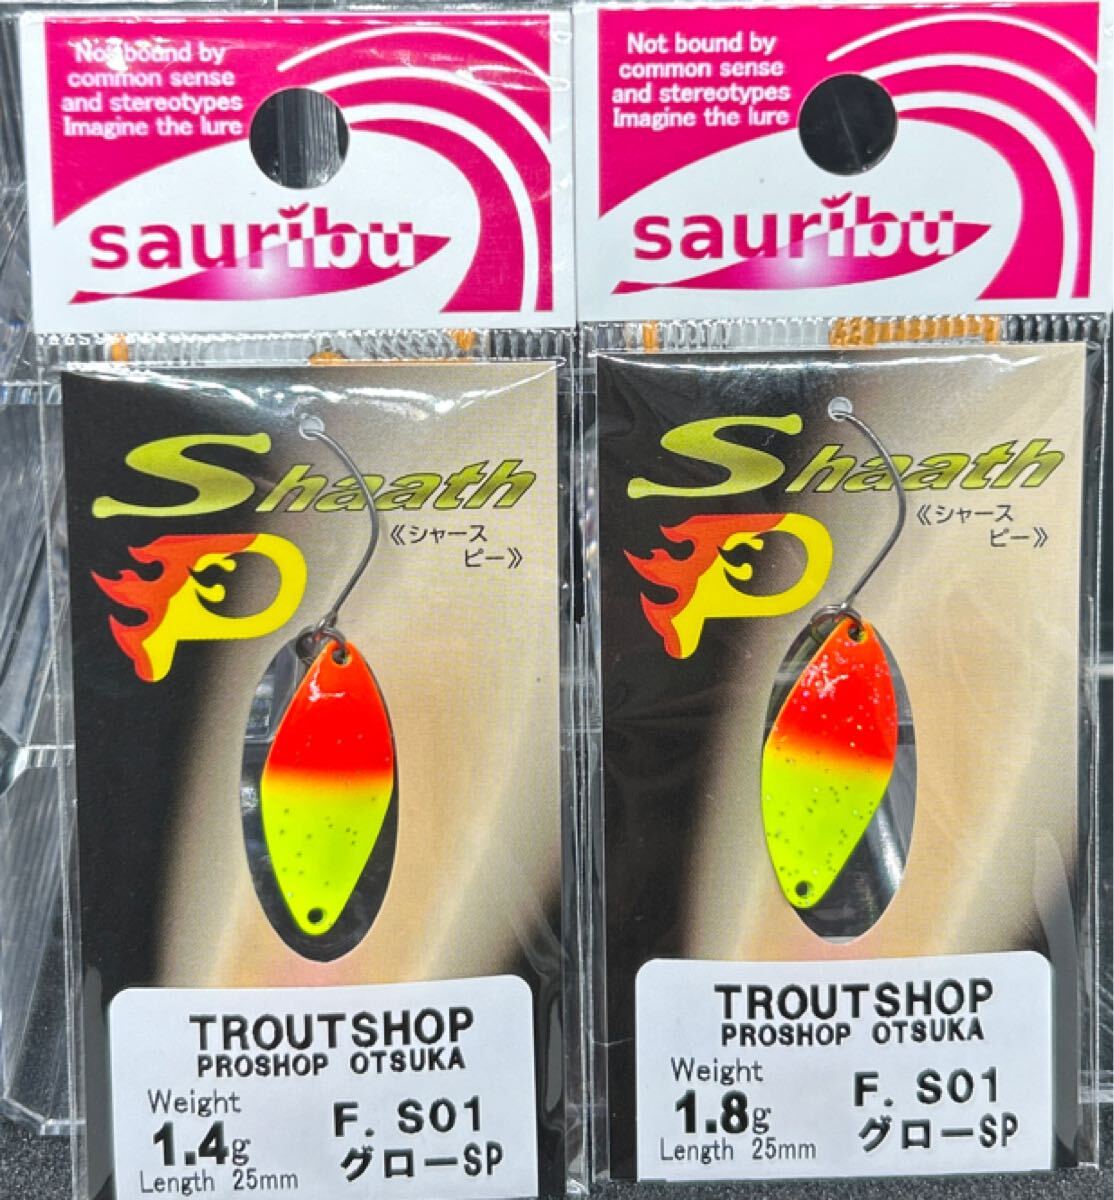 Not bound by
common sense
and stereotypes
Imagine the lure
sauribu
Shaath
《シャース
ピー》
P
TROUTSHOP
PROSHOP OTSUKA
Weight
1.4g
Length 25mm
F. S01
グローSP
Not bound by
common sense
and stereotypes
Imagine the lure
sauribu
Shaath
《シャース
ピー》
P
TROUTSHOP
PROSHOP OTSUKA
Weight
1.8g
Length 25mm
F. S01
グローSP